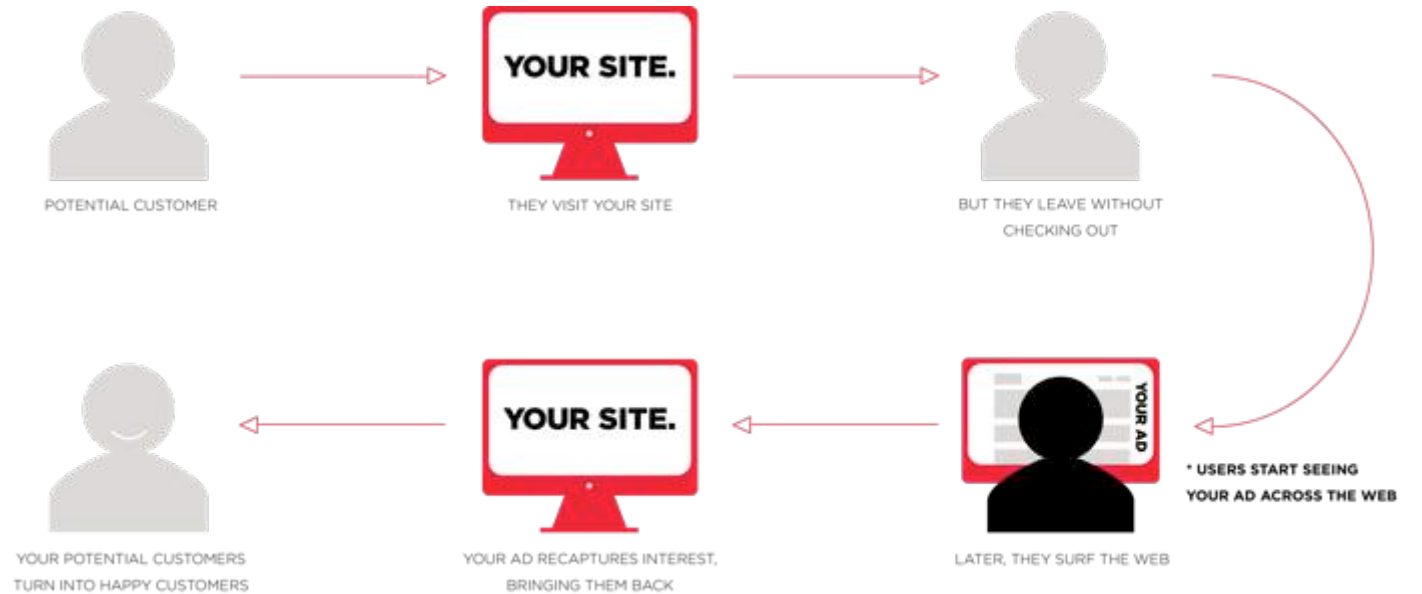 YOUR SITE.
POTENTIAL CUSTOMER
THEY VISIT YOUR SITE
BUT THEY LEAVE WITHOUT
CHECKING OUT
YOUR AD
* USERS START SEEING
YOUR AD ACROSS THE WEB
LATER, THEY SURF THE WEB
YOUR SITE.
YOUR AD RECAPTURES INTEREST,
BRINGING THEM BACK
YOUR POTENTIAL CUSTOMERS
TURN INTO HAPPY CUSTOMERS